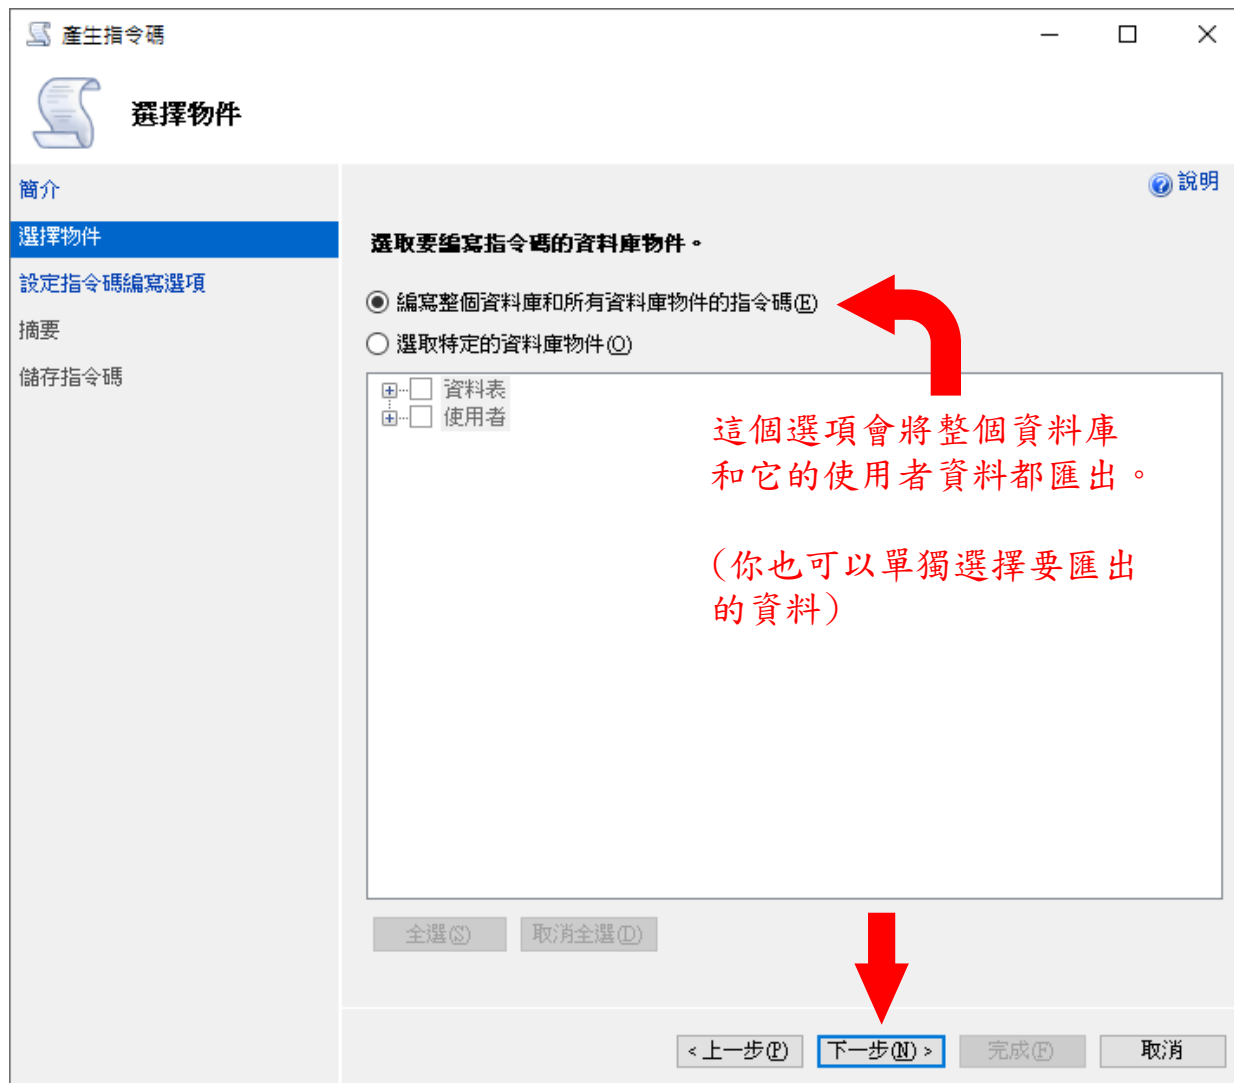 產生指令碼
選擇物件
簡介
選擇物件
設定指令碼編寫選項
摘要
儲存指令碼
說明
選取要編寫指令碼的資料庫物件。
編寫整個資料庫和所有資料庫物件的指令碼(E)
選取特定的資料庫物件(O)
資料表
使用者
這個選項會將整個資料庫
和它的使用者資料都匯出。
(你也可以單獨選擇要匯出
的資料)
全選(S)
取消全選(D)
< 上一步(P)
下一步(N) >
完成(F)
取消